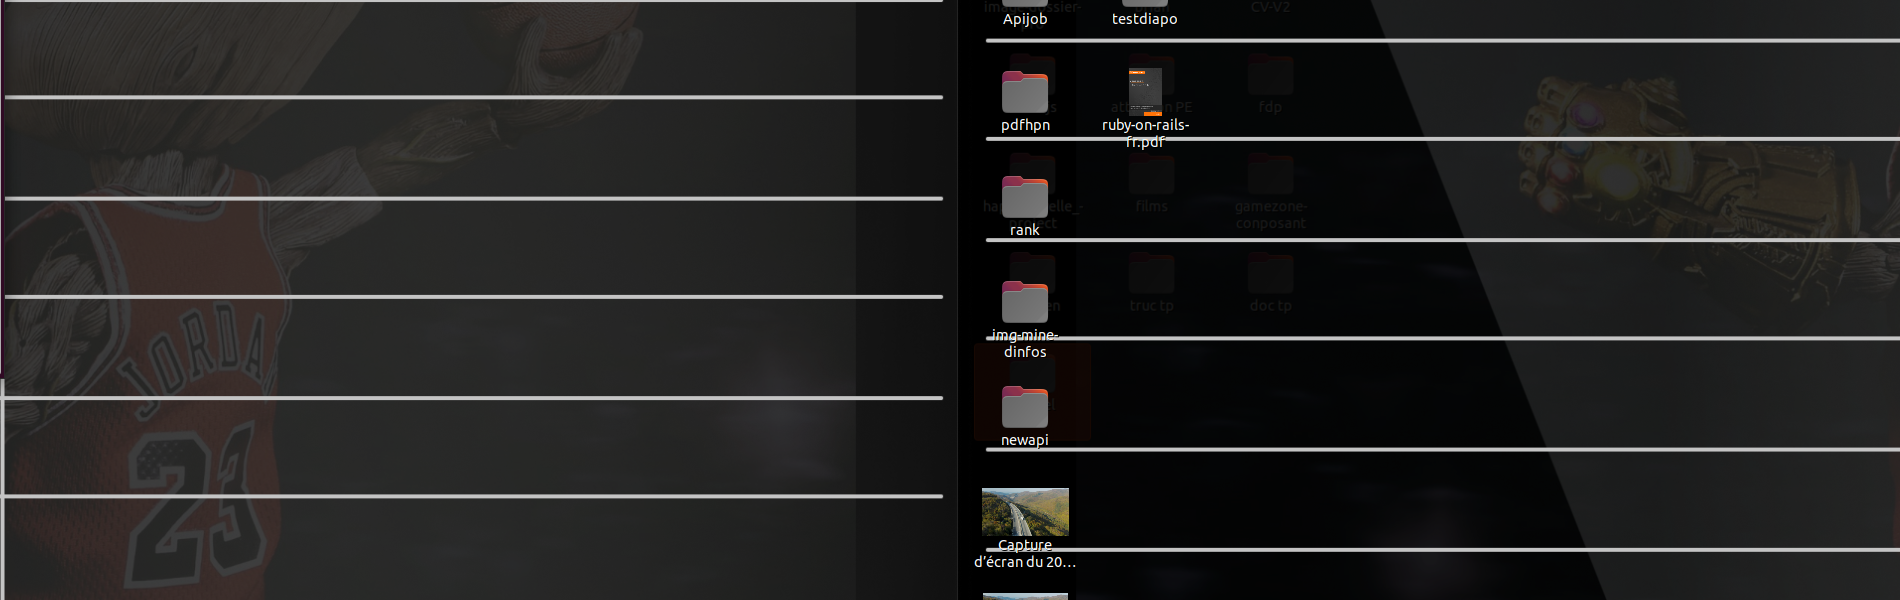 JORDA
23
Apijob
testdiapo
CV-V2
pdfhpn
ruby-on-rails-
fr.pdf
fdp
rank
films
gamezone-
conposant
img-mine-
dinfos
truc tp
doc tp
newapi
Capture
d'écran du 20...